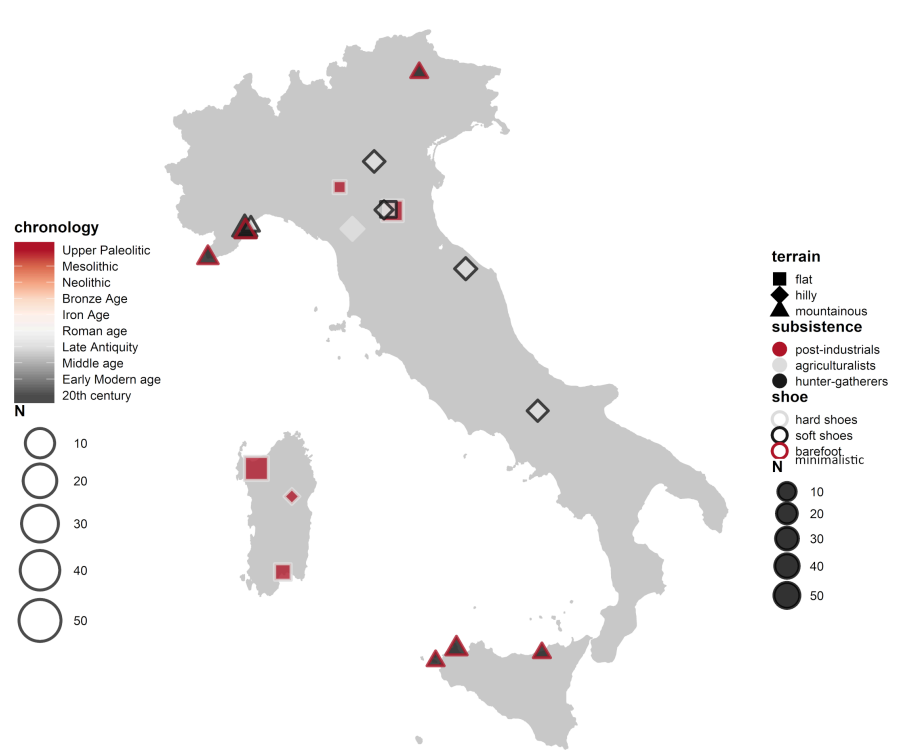 chronology
Upper Paleolitic
Mesolithic
Neolithic
Bronze Age
Iron Age
Roman age
Late Antiquity
Middle age
Early Modern age
20th century
N
10
20
30
40
50
terrain
flat
hilly
mountainous
subsistence
post-industrials
agriculturalists
hunter-gatherers
shoe
hard shoes
soft shoes
barefoot
minimalistic
N
10
20
30
40
50